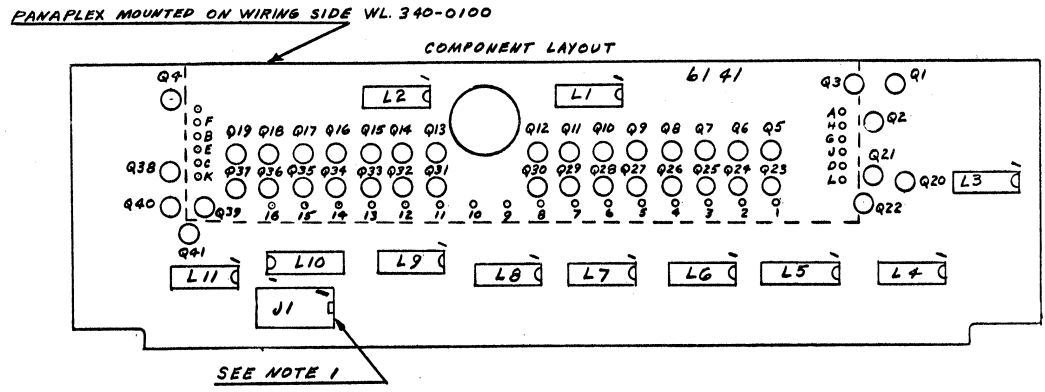 PANAPLEX MOUNTED ON WIRING SIDE WL. 340-0100
COMPONENT LAYOUT
6141
Q4
Q3
Q1
L2
L1
A
H
G
J
D
L
Q2
F
B
E
C
K
Q19 Q18 Q17 Q16 Q15 Q14 Q13
Q12 Q11 Q10 Q9 Q8 Q7 Q6 Q5
Q38
Q37 Q36 Q35 Q34 Q33 Q32 Q31
Q30 Q29 Q28 Q27 Q26 Q25 Q24 Q23
Q21
Q20
L3
Q40
Q39
16 15 14 13 12 11 10 9 8 7 6 5 4 3 2 1
Q22
Q41
L11
L10
L9
L8
L7
L6
L5
L4
J1
SEE NOTE 1